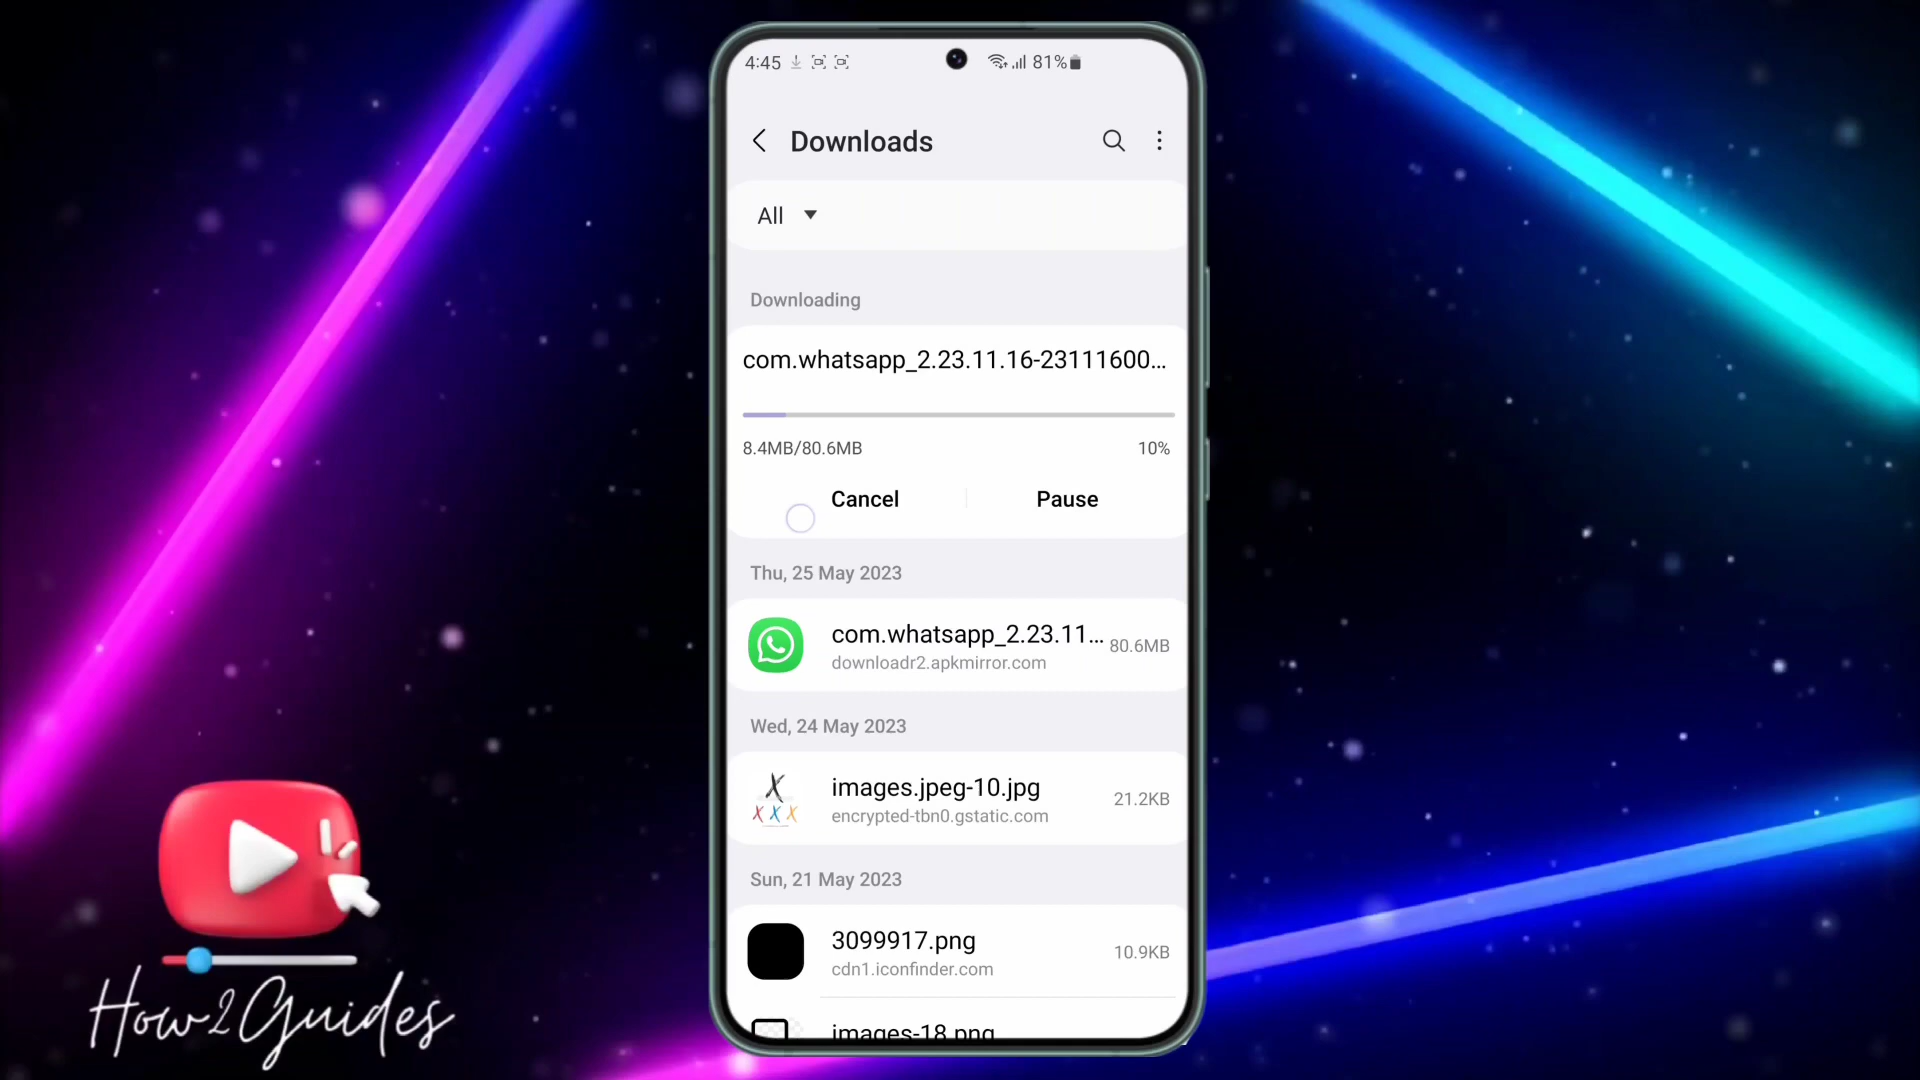 4:45
81%
Downloads
All
Downloading
com.whatsapp_2.23.11.16-23111600...
8.4MB/80.6MB
10%
Cancel
Pause
Thu, 25 May 2023
com.whatsapp_2.23.11...
80.6MB
downloadr2.apkmirror.com
Wed, 24 May 2023
images.jpeg-10.jpg
21.2KB
encrypted-tbn0.gstatic.com
Sun, 21 May 2023
3099917.png
10.9KB
cdn1.iconfinder.com
images-18.png
How2Guides